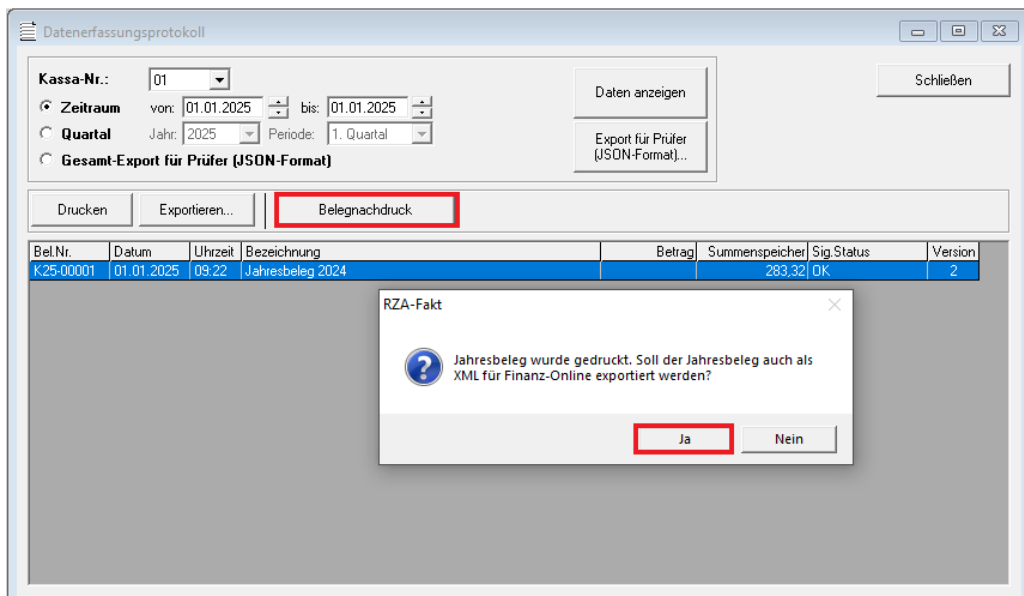 Datenerfassungsprotokoll
Kassa-Nr.: 01
Zeitraum von: 01.01.2025 bis: 01.01.2025
Quartal Jahr: 2025 Periode: 1. Quartal
Gesamt-Export für Prüfer (JSON-Format)
Daten anzeigen
Export für Prüfer
(JSON-Format)...
Schließen
Drucken Exportieren... Belegnachdruck
Bel.Nr. Datum Uhrzeit Bezeichnung Betrag Summenspeicher Sig.Status Version
K25-00001 01.01.2025 09:22 Jahresbeleg 2024 283,32 OK 2
RZA-Fakt
Jahresbeleg wurde gedruckt. Soll der Jahresbeleg auch als
XML für Finanz-Online exportiert werden?
Ja Nein